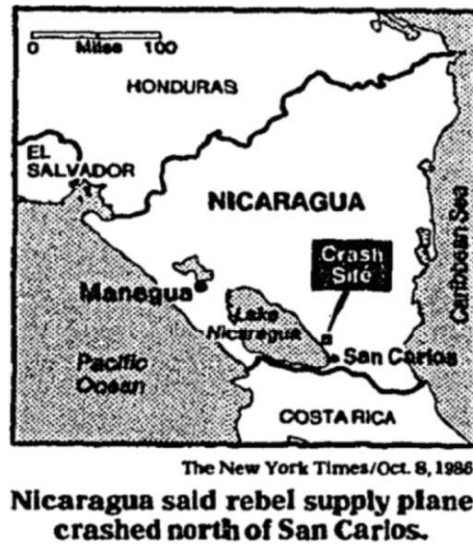 0 Miles 100
HONDURAS
EL
SALVADOR
NICARAGUA
Caribbean Sea
Crash
Site
Managua
Lake
Nicaragua
San Carlos
Pacific
Ocean
COSTA RICA
The New York Times/Oct. 8, 1986
Nicaragua said rebel supply plane
crashed north of San Carlos.